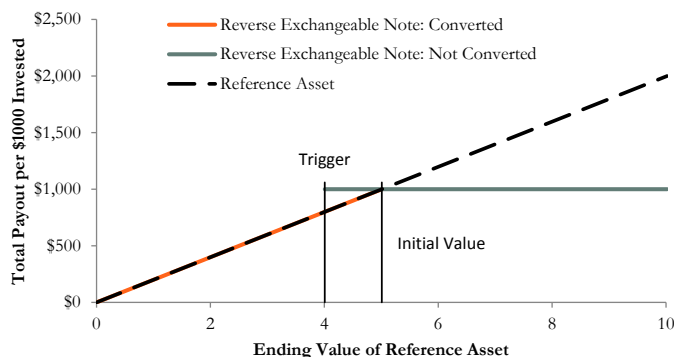 $2,500
Reverse Exchangeable Note: Converted
Reverse Exchangeable Note: Not Converted
$2,000
Reference Asset
$1,500
Trigger
$1,000
$500
Initial Value
$0
0 2 4 6 8 10
Total Payout per $1000 Invested
Ending Value of Reference Asset